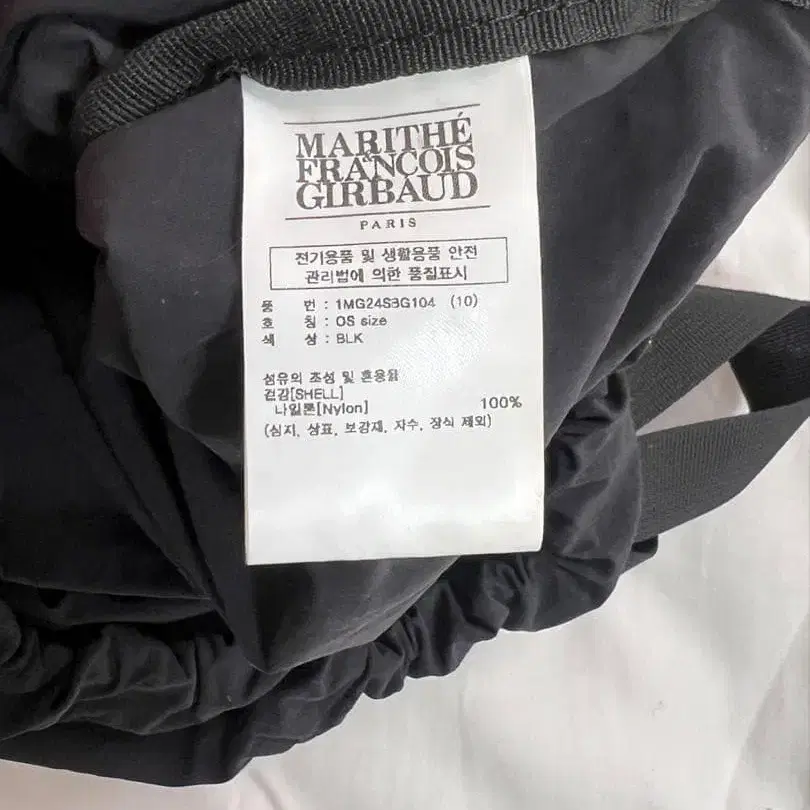 MARITHÉ
& FRANCOIS
GIRBAUD
PARIS
전기용품 및 생활용품 안전
관리법에 의한 품질표시
품 번 : 1MG24SBG104 (10)
호 칭 : OS size
색 상 : BLK
섬유의 조성 및 혼용율
겉감[SHELL]
나일론[Nylon] 100%
(심지, 상표, 보강재, 자수, 장식 제외)